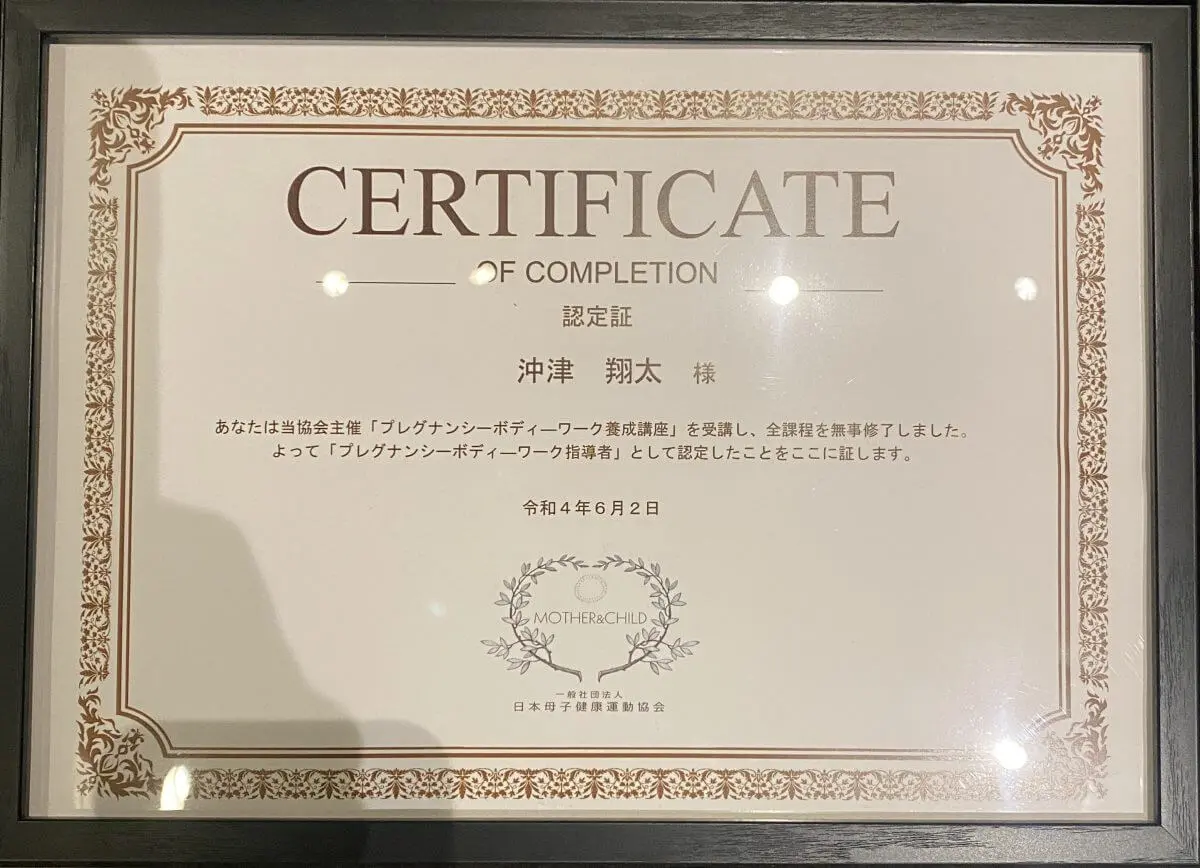 CERTIFICATE
OF COMPLETION
認定証
沖津 翔太 様
あなたは当協会主催「プレグナンシーボディ―ワーク養成講座」を受講し、全課程を無事修了しました。
よって「プレグナンシーボディ―ワーク指導者」として認定したことをここに証します。
令和４年６月２日
MOTHER&CHILD
一般社団法人
日本母子健康運動協会